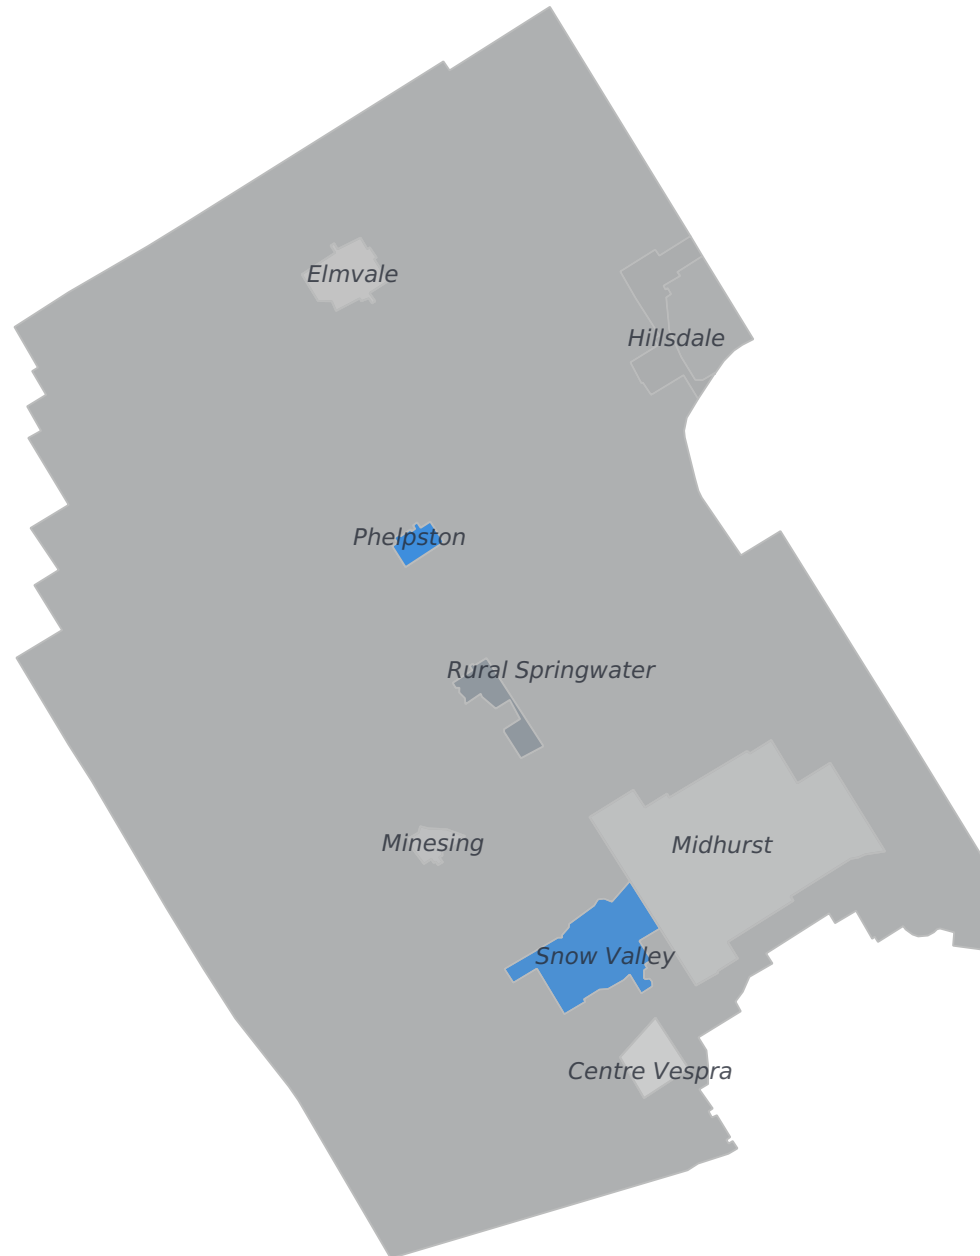 Elmvale
Hillsdale
Phelpston
Rural Springwater
Minesing
Midhurst
Snow Valley
Centre Vespra